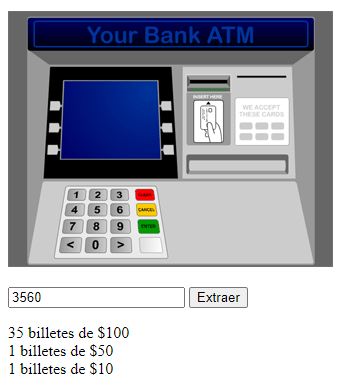 Your Bank ATM
INSERT HERE
WE ACCEPT
THESE CARDS
1 2 3
4 5 6 CANCEL
7 8 9 ENTER
< 0 >
3560 Extraer
35 billetes de $100
1 billetes de $50
1 billetes de $10